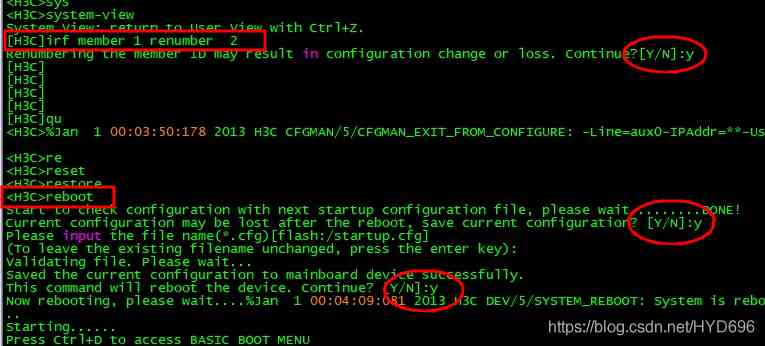 <H3C>sys
<H3C>system-view
System View: return to User View with Ctrl+Z.
[H3C]irf member 1 renumber  2
Renumbering the member ID may result in configuration change or loss. Continue?[Y/N]:y
[H3C]
[H3C]
[H3C]
[H3C]
[H3C]qu
<H3C>%Jan  1 00:03:50:178 2013 H3C CFGMAN/5/CFGMAN_EXIT_FROM_CONFIGURE: -Line=aux0-IPAddr=**-Us
<H3C>re
<H3C>reset
<H3C>restore
<H3C>reboot
Start to check configuration with next startup configuration file, please wait.........DONE!
Current configuration may be lost after the reboot, save current configuration? [Y/N]:y
Please input the file name(*.cfg)[flash:/startup.cfg]
(To leave the existing filename unchanged, press the enter key):
Validating file. Please wait...
Saved the current configuration to mainboard device successfully.
This command will reboot the device. Continue? [Y/N]:y
Now rebooting, please wait....%Jan  1 00:04:09:081 2013 H3C DEV/5/SYSTEM_REBOOT: System is rebo
..
Starting......
Press Ctrl+D to access BASIC BOOT MENU
https://blog.csdn.net/HYD696